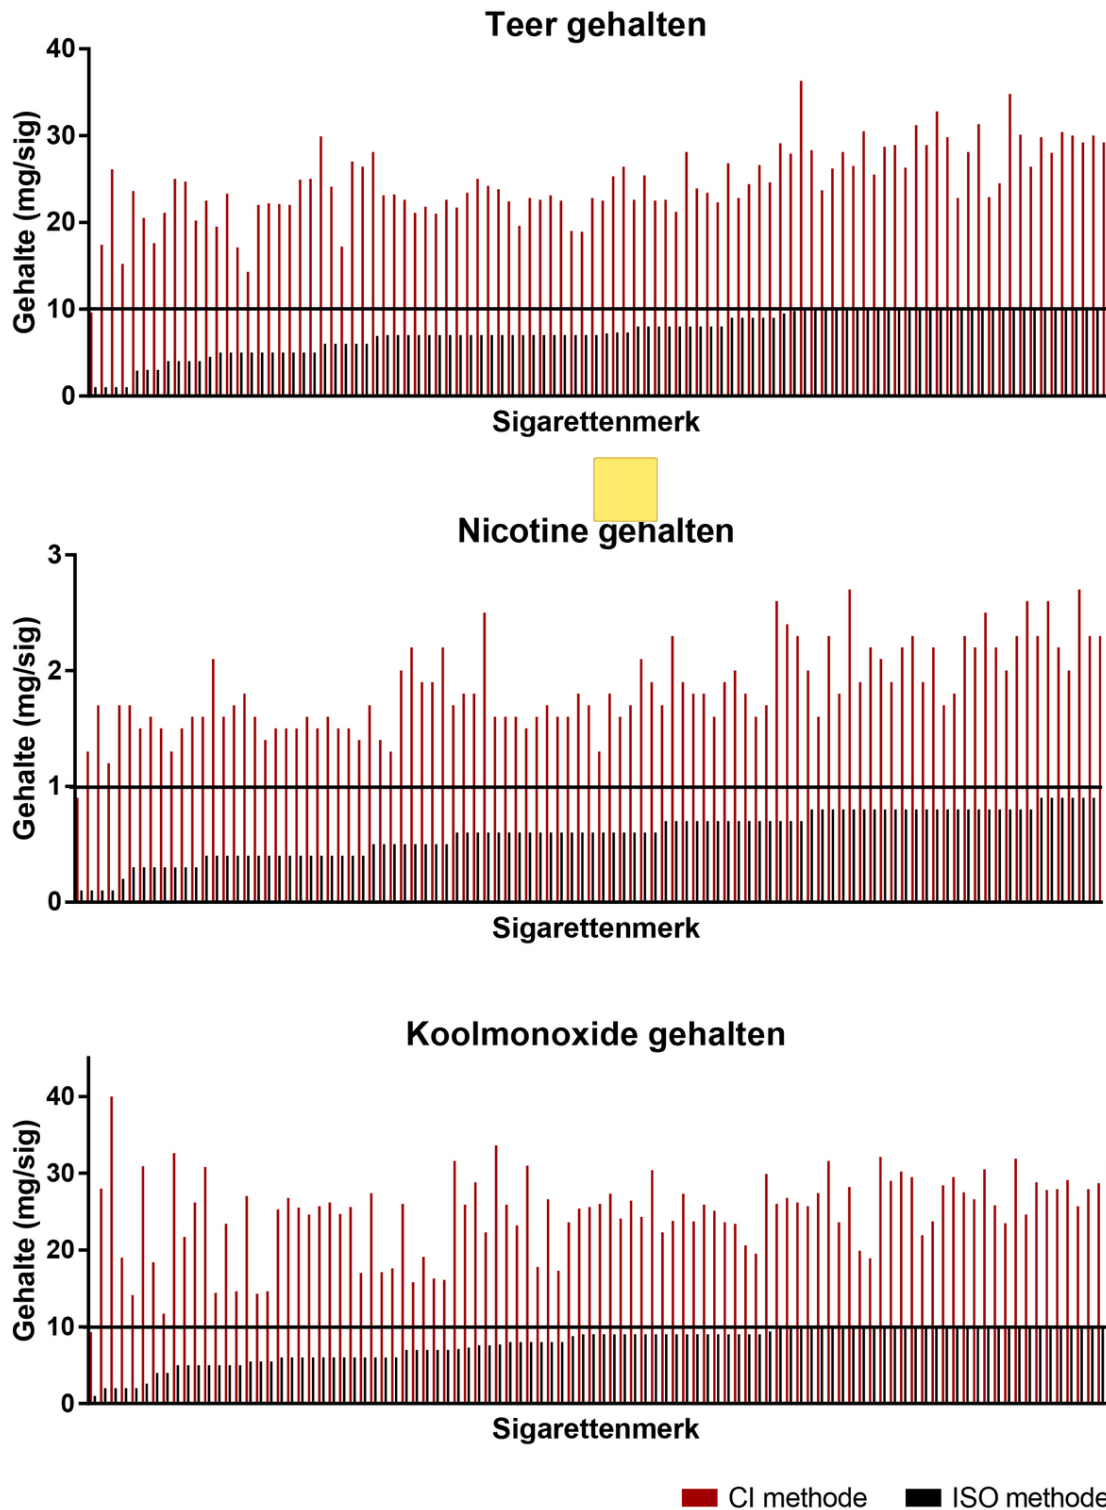 Teer gehalten
40
30
20
10
0
Gehalte (mg/sig)
Sigarettenmerk
Nicotine gehalten
3
2
1
0
Gehalte (mg/sig)
Sigarettenmerk
Koolmonoxide gehalten
40
30
20
10
0
Gehalte (mg/sig)
Sigarettenmerk
CI methode
ISO methode